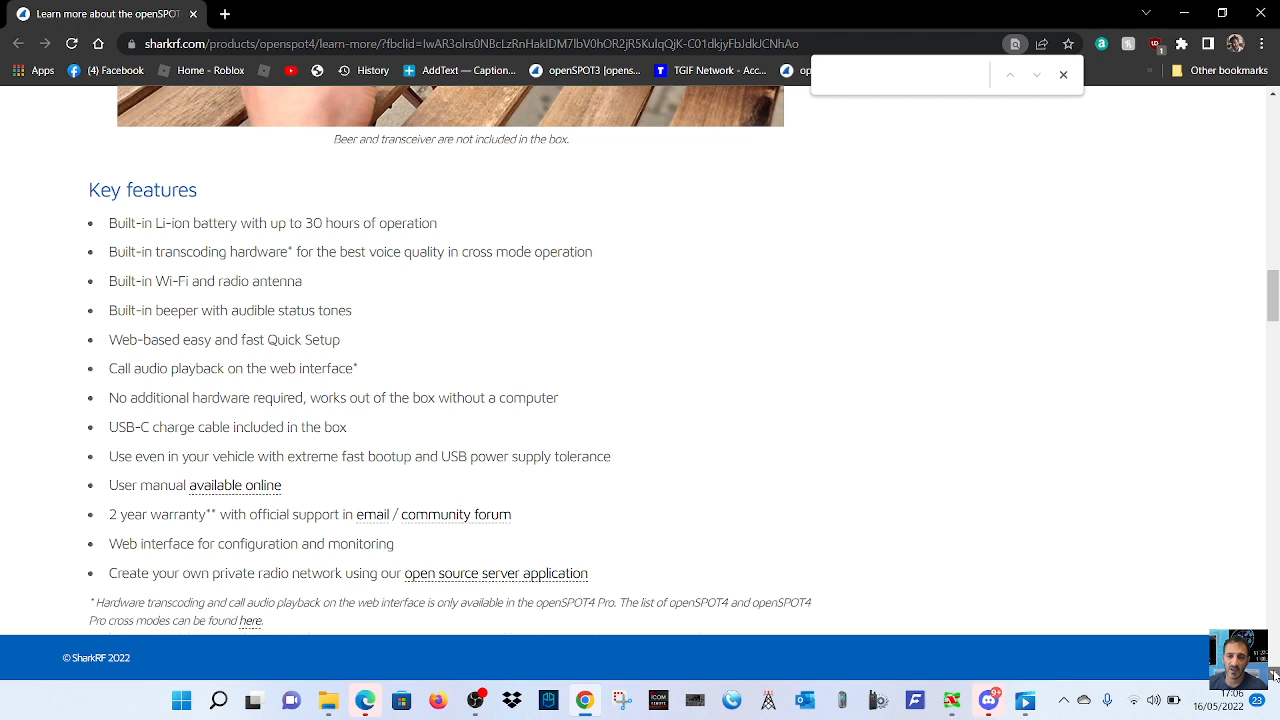 Learn more about the openSPOT
sharkrf.com/products/openspot4/learn-more/?fbclid=IwAR3oIrs0NBcLzRnHakIDM7lbV0hOR2jR5KulqQjK-C01dkjyFbJdkJCNhAo
Apps
(4) Facebook
Home - Roblox
History
AddText — Caption...
openSPOT3 [opens...
TGIF Network - Acc...
op
»
Other bookmarks
Beer and transceiver are not included in the box.
Key features
Built-in Li-ion battery with up to 30 hours of operation
Built-in transcoding hardware* for the best voice quality in cross mode operation
Built-in Wi-Fi and radio antenna
Built-in beeper with audible status tones
Web-based easy and fast Quick Setup
Call audio playback on the web interface*
No additional hardware required, works out of the box without a computer
USB-C charge cable included in the box
Use even in your vehicle with extreme fast bootup and USB power supply tolerance
User manual available online
2 year warranty** with official support in email / community forum
Web interface for configuration and monitoring
Create your own private radio network using our open source server application
* Hardware transcoding and call audio playback on the web interface is only available in the openSPOT4 Pro. The list of openSPOT4 and openSPOT4
Pro cross modes can be found here.
© SharkRF 2022
9+
17:06
16/05/2022
23